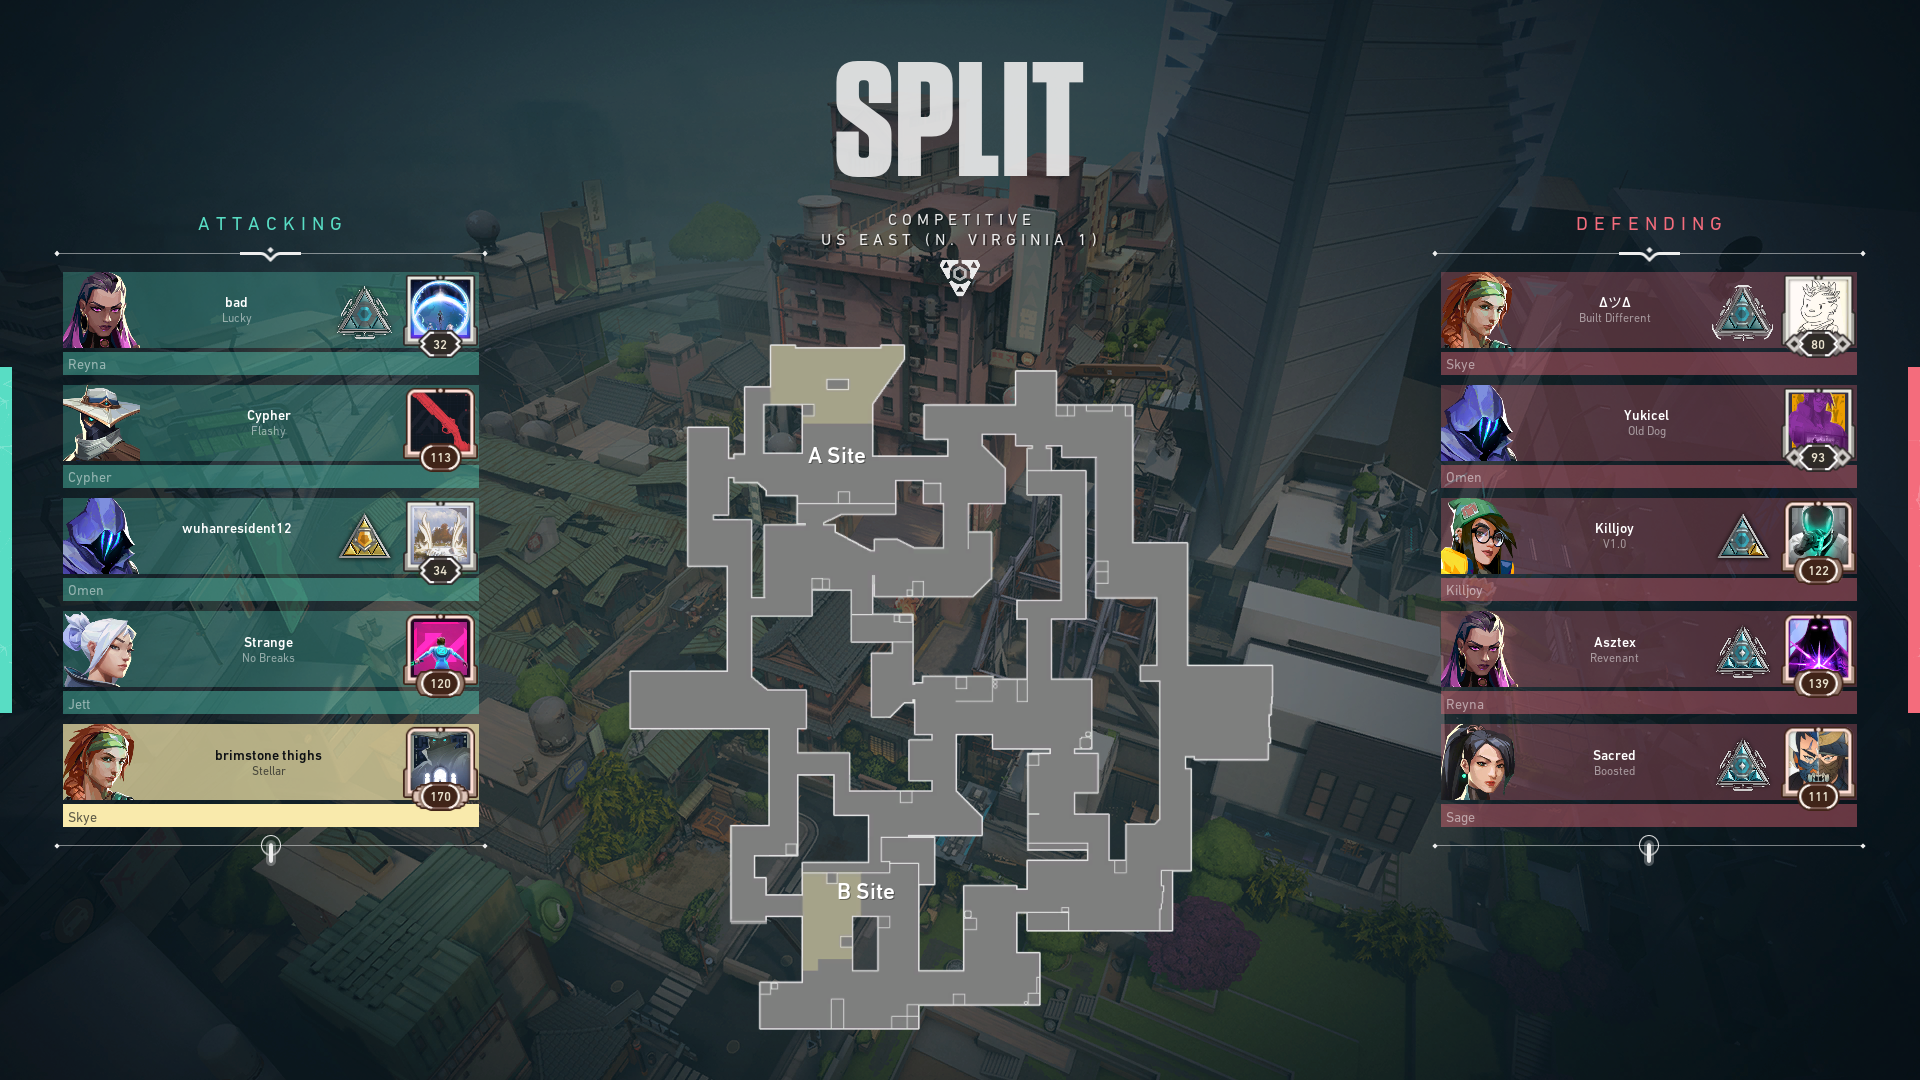 SPLIT
COMPETITIVE
US EAST (N. VIRGINIA 1)
ATTACKING
bad
Lucky
32
Reyna
Cypher
Flashy
113
Cypher
wuhanresident12
34
Omen
Strange
No Breaks
120
Jett
brimstone thighs
Stellar
170
Skye
A Site
B Site
DEFENDING
ΔツΔ
Built Different
80
Skye
Yukicel
Old Dog
93
Omen
Killjoy
V1.0
122
Killjoy
Asztex
Revenant
139
Reyna
Sacred
Boosted
111
Sage